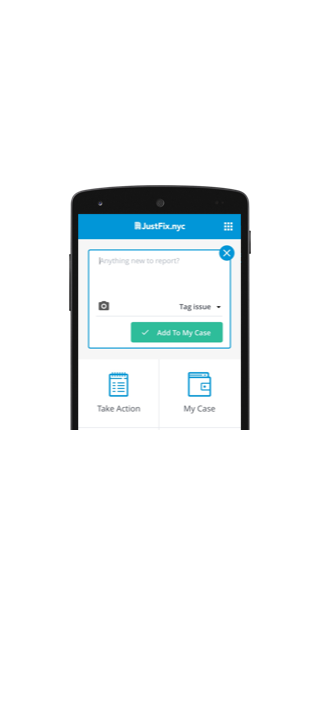 JustFix.nyc
Anything new to report?
Tag issue
Add To My Case
Take Action
My Case